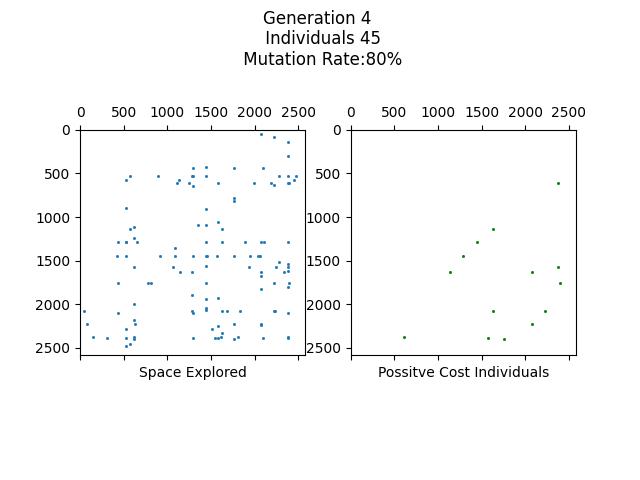 Generation 4
Individuals 45
Mutation Rate:80%
0 500 1000 1500 2000 2500
0 500 1000 1500 2000 2500
0
500
1000
1500
2000
2500
0
500
1000
1500
2000
2500
Space Explored
Possitve Cost Individuals